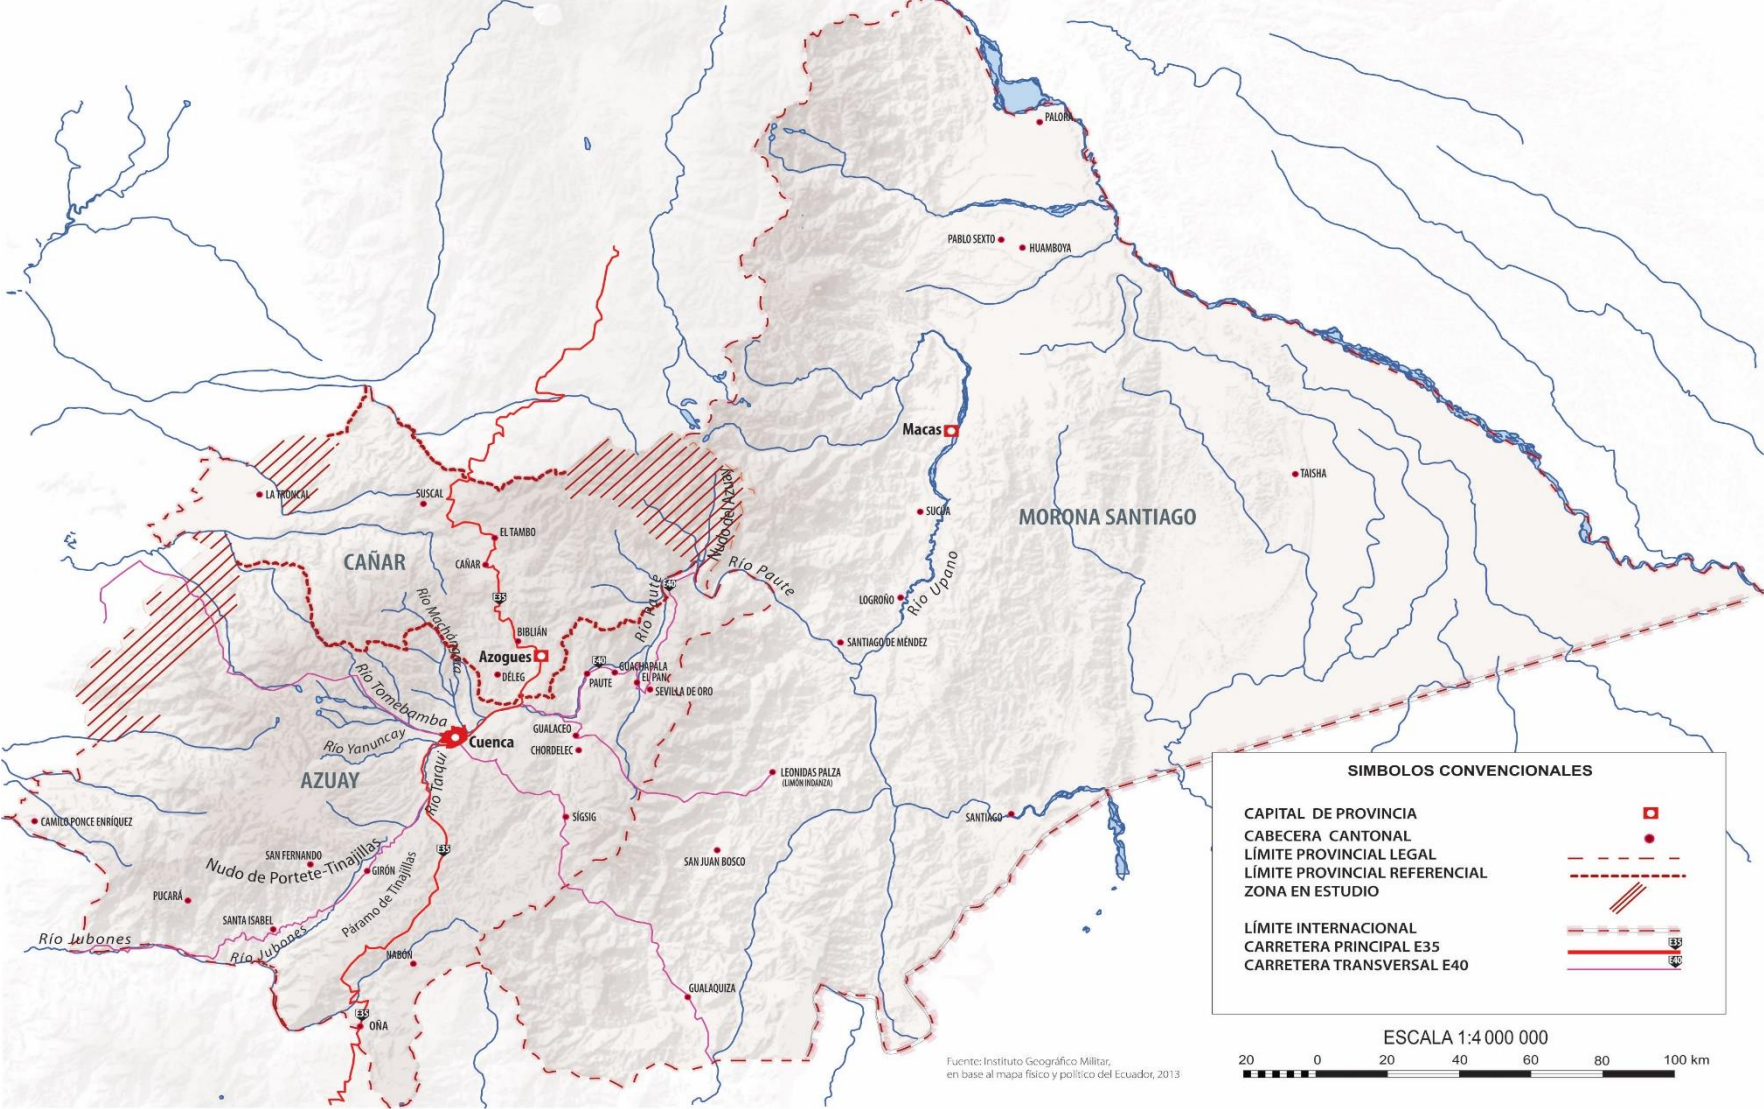 PALORA
PABLO SEXTO
HUAMBOYA
Macas
TAISHA
LA TRONCAL
SUSCAL
Nudo del Azuay
SUCÚA
MORONA SANTIAGO
EL TAMBO
CAÑAR
CAÑAR
Río Paute
E40
Río Paute
Río Upano
E35
LOGROÑO
Río Machángara
BIBLIÁN
SANTIAGO DE MÉNDEZ
Azogues
E40
GUACHAPALA
DÉLEG
PAUTE
EL PAN
SEVILLA DE ORO
Río Tomebamba
GUALACEO
Río Yanuncay
Cuenca
CHORDELEC
AZUAY
Río Tarqui
LEONIDAS PALZA
(LIMÓN INDANZA)
CAMILO PONCE ENRÍQUEZ
SÍGSIG
SANTIAGO
E35
SAN FERNANDO
Nudo de Portete-Tinajillas
GIRÓN
SAN JUAN BOSCO
PUCARÁ
Páramo de Tinajillas
SANTA ISABEL
Río Jubones
Río Jubones
NABÓN
GUALAQUIZA
E35
OÑA
SIMBOLOS CONVENCIONALES
CAPITAL DE PROVINCIA
CABECERA CANTONAL
LÍMITE PROVINCIAL LEGAL
LÍMITE PROVINCIAL REFERENCIAL
ZONA EN ESTUDIO
LÍMITE INTERNACIONAL
CARRETERA PRINCIPAL E35
E35
CARRETERA TRANSVERSAL E40
E40
ESCALA 1:4 000 000
20 0 20 40 60 80 100 km
Fuente: Instituto Geográfico Militar,
en base al mapa físico y político del Ecuador, 2013